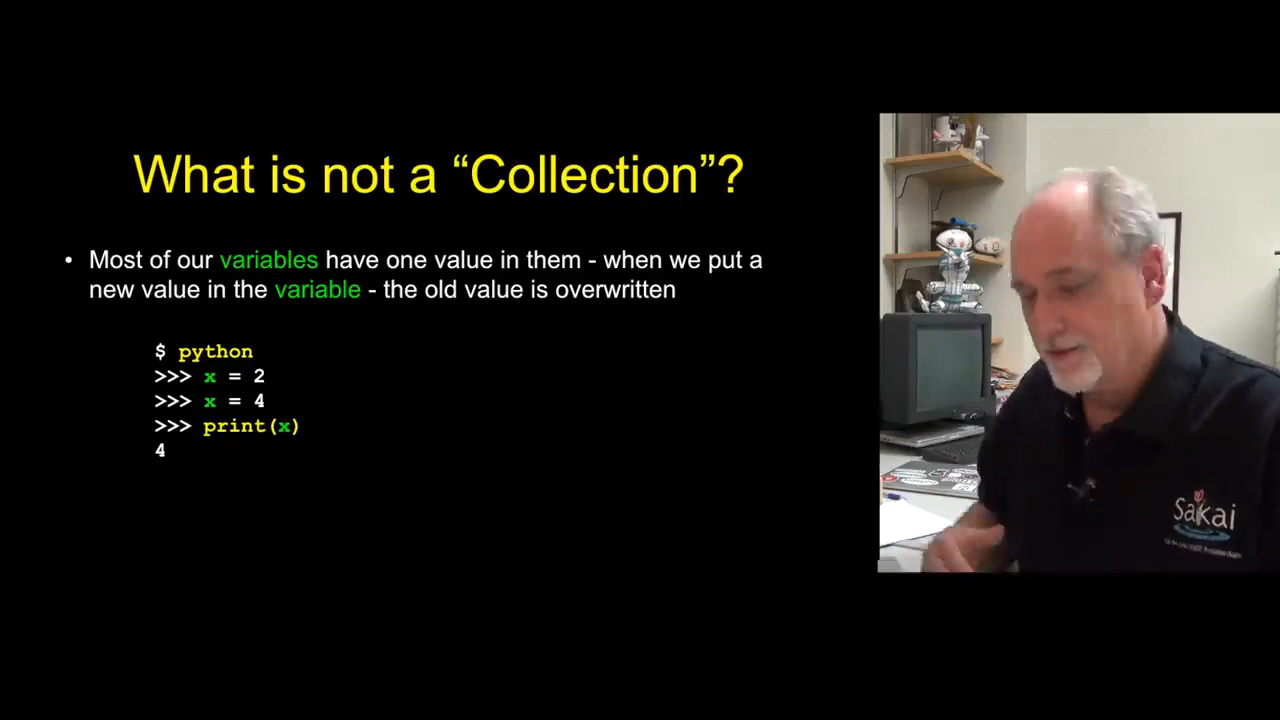 What is not a “Collection”?
• Most of our variables have one value in them - when we put a
new value in the variable - the old value is overwritten
$ python
>>> x = 2
>>> x = 4
>>> print(x)
4
Sakai